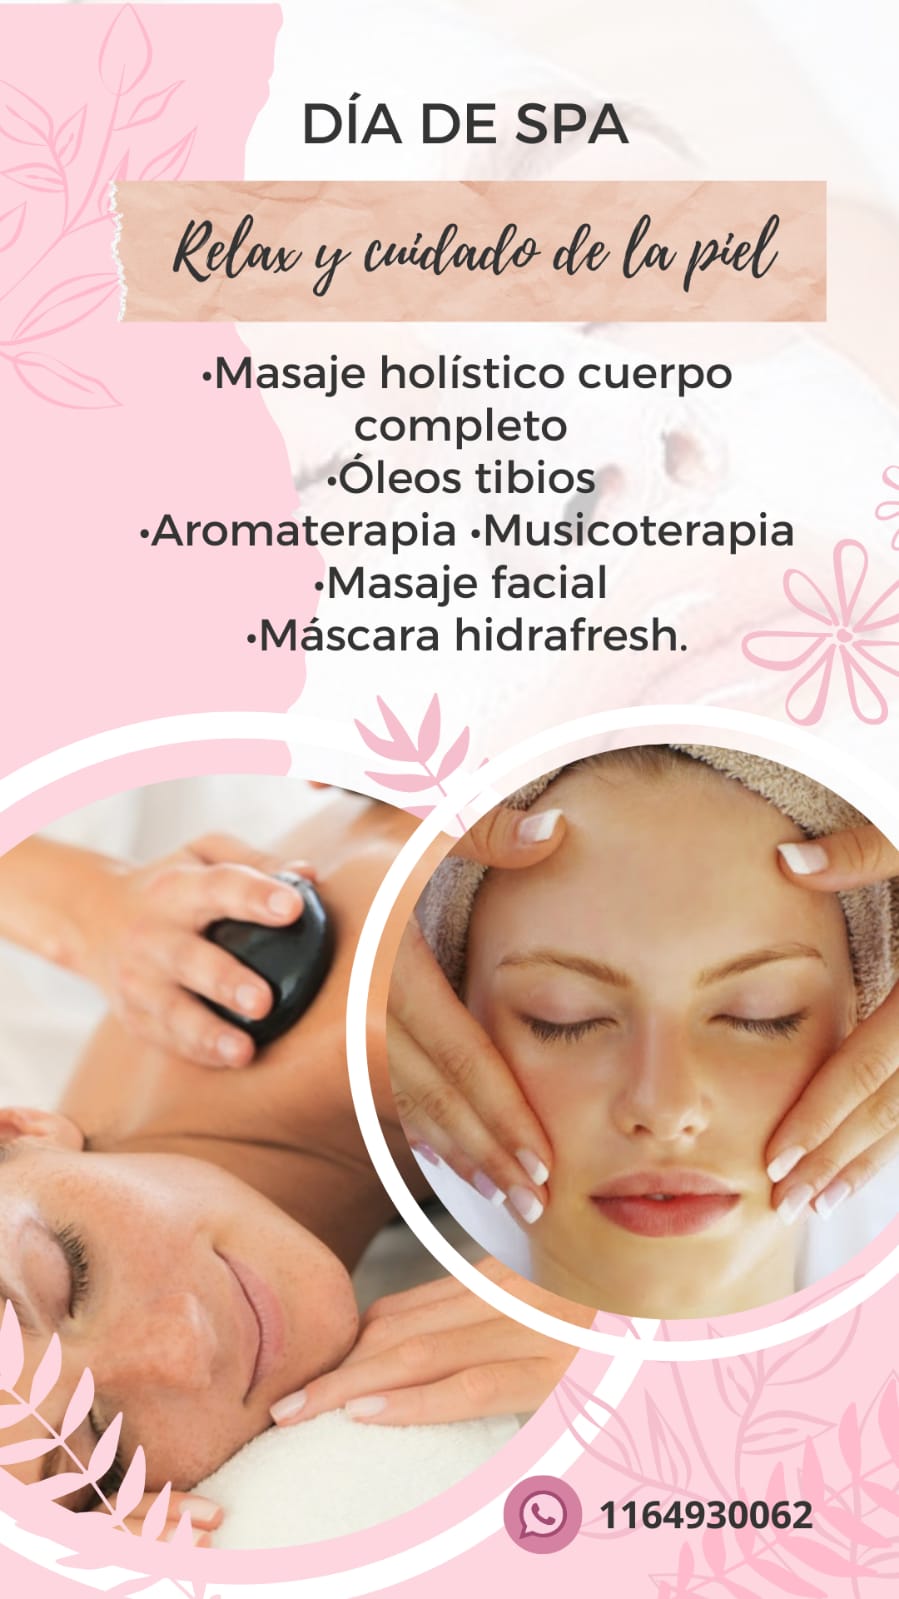 DÍA DE SPA
Relax y cuidado de la piel
•Masaje holístico cuerpo
completo
•Óleos tibios
•Aromaterapia •Musicoterapia
•Masaje facial
•Máscara hidrafresh.
1164930062